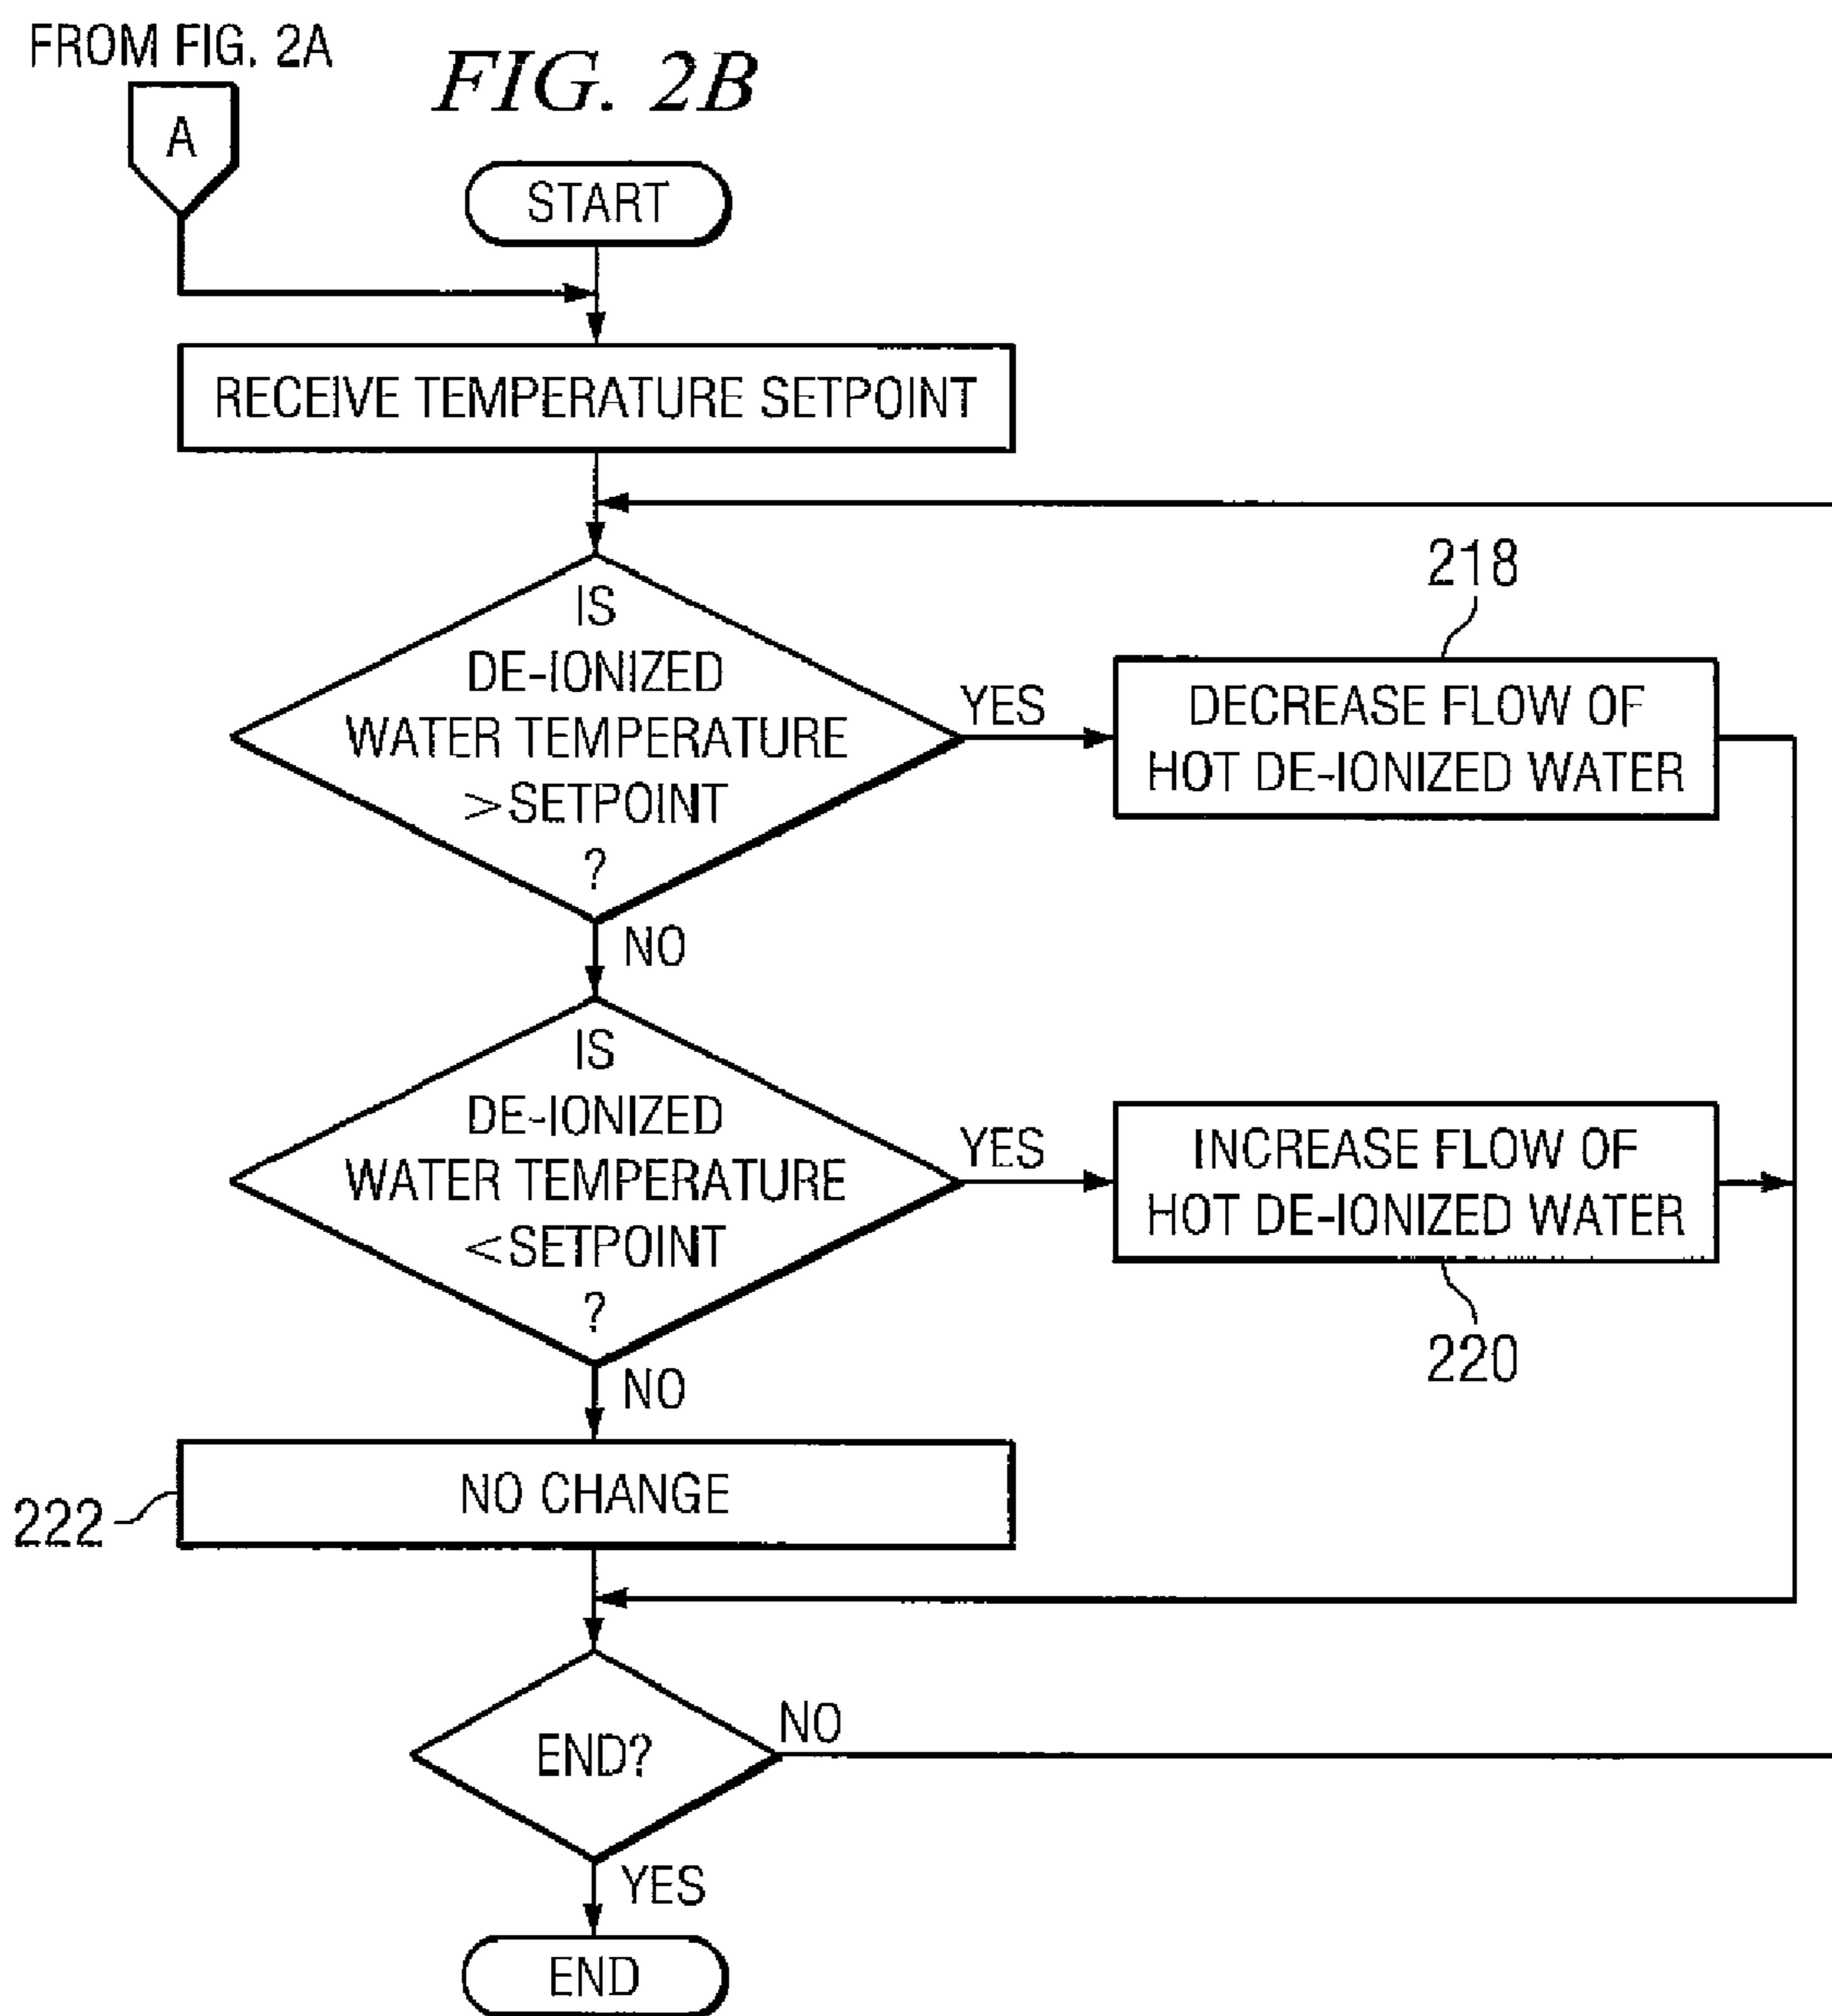 FROM FIG. 2A
FIG. 2B
A
START
RECEIVE TEMPERATURE SETPOINT
IS
DE-IONIZED
WATER TEMPERATURE
>SETPOINT
?
YES
218
DECREASE FLOW OF
HOT DE-IONIZED WATER
NO
IS
DE-IONIZED
WATER TEMPERATURE
<SETPOINT
?
YES
INCREASE FLOW OF
HOT DE-IONIZED WATER
220
NO
222
NO CHANGE
END?
NO
YES
END